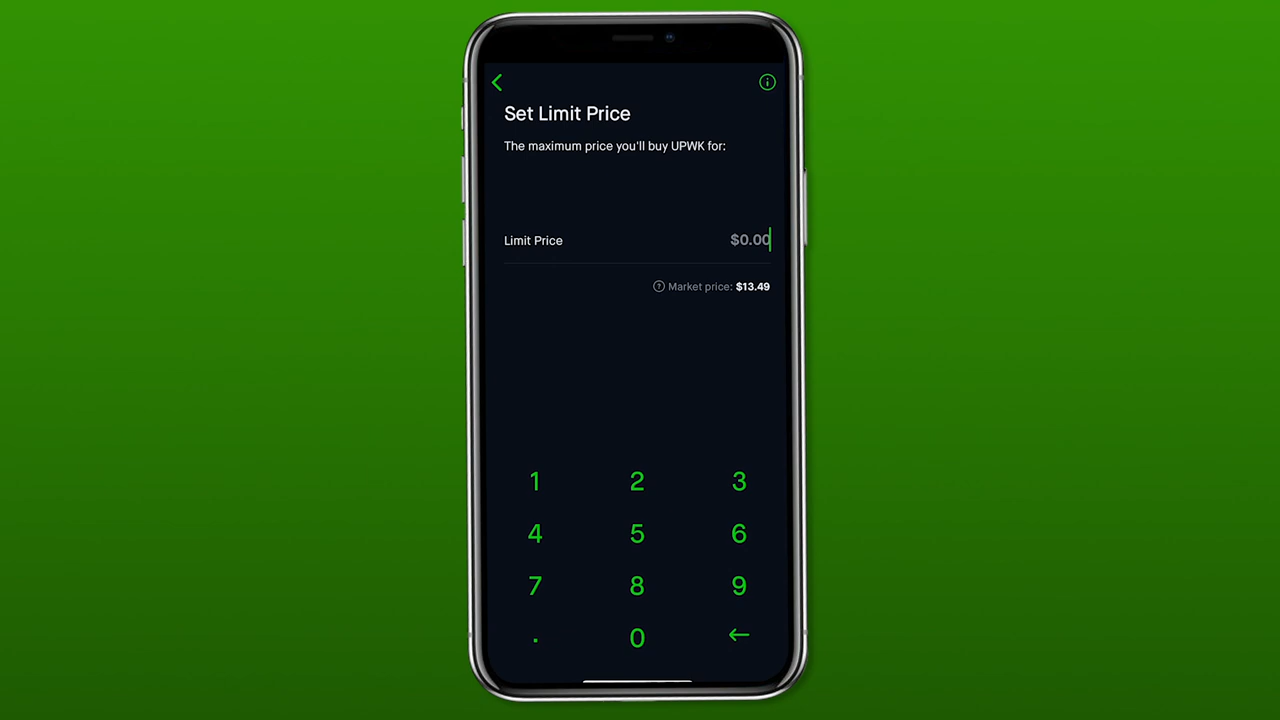 Set Limit Price
The maximum price you'll buy UPWK for:
Limit Price $0.00
? Market price: $13.49
1 2 3
4 5 6
7 8 9
. 0 ←